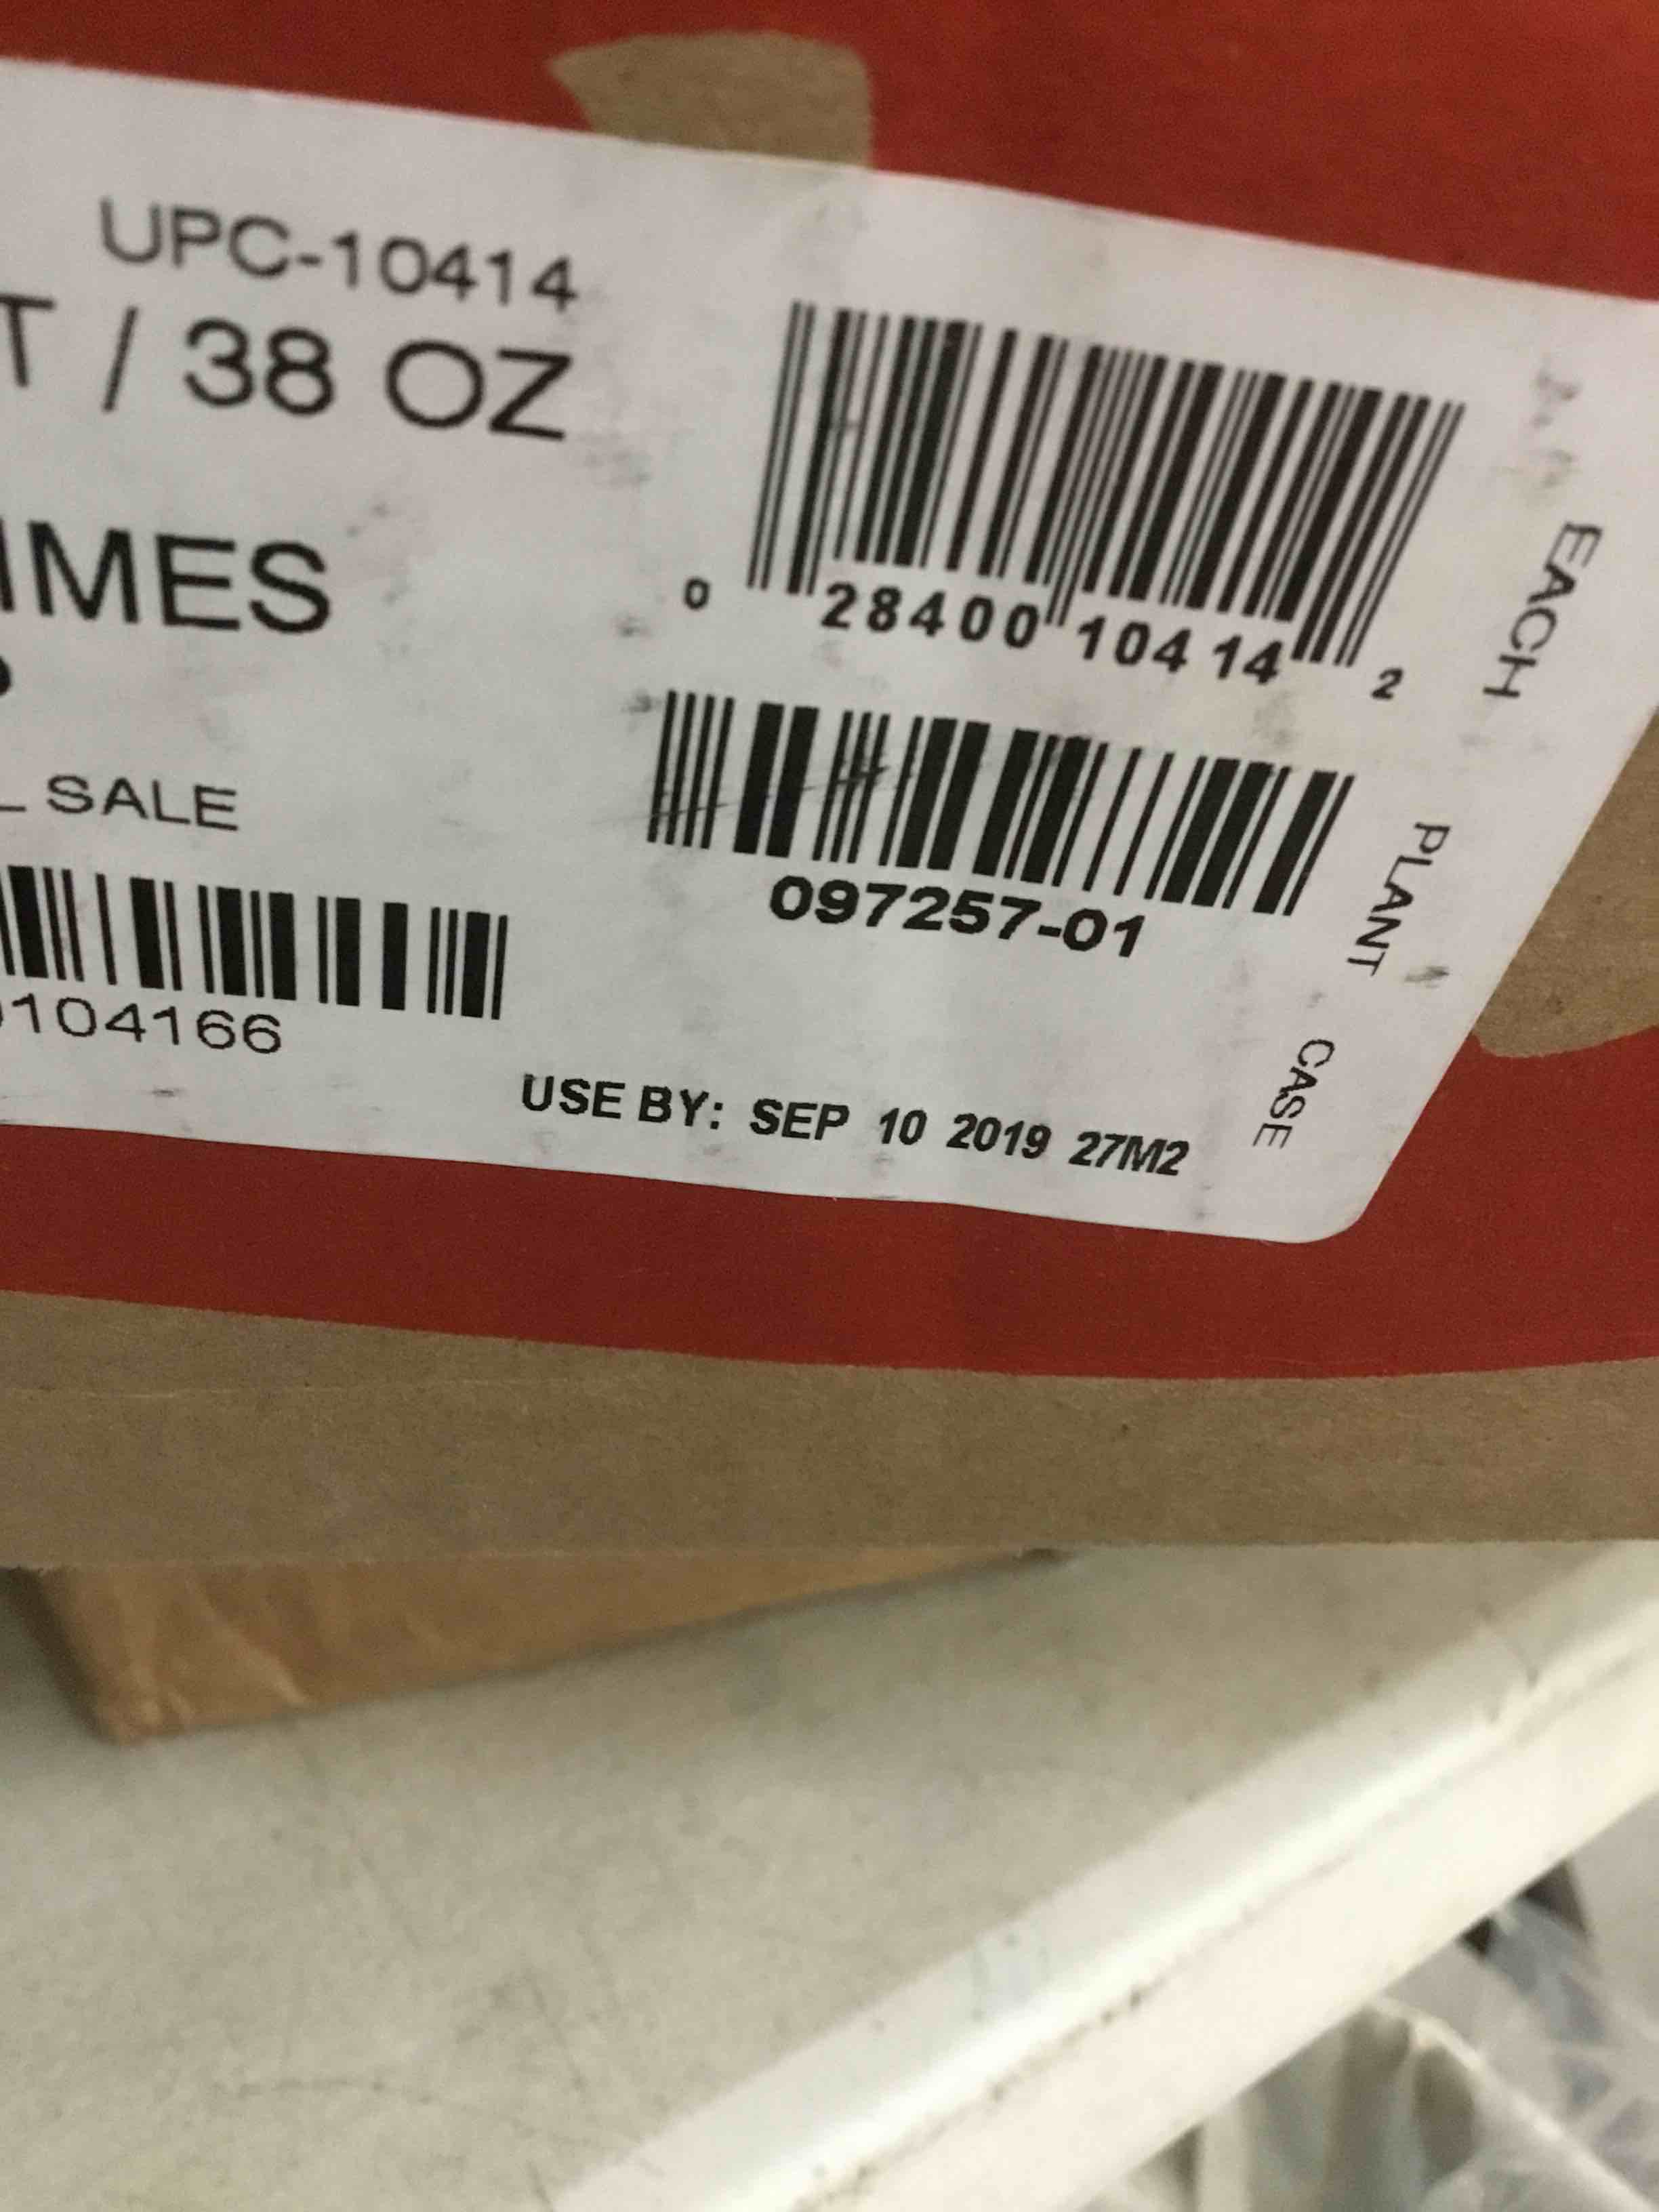 UPC-10414
T / 38 OZ
IMES
SALE
104166
0 28400 10414 2
097257-01
USE BY: SEP 10 2019 27M2
EACH
PLANT
CASE